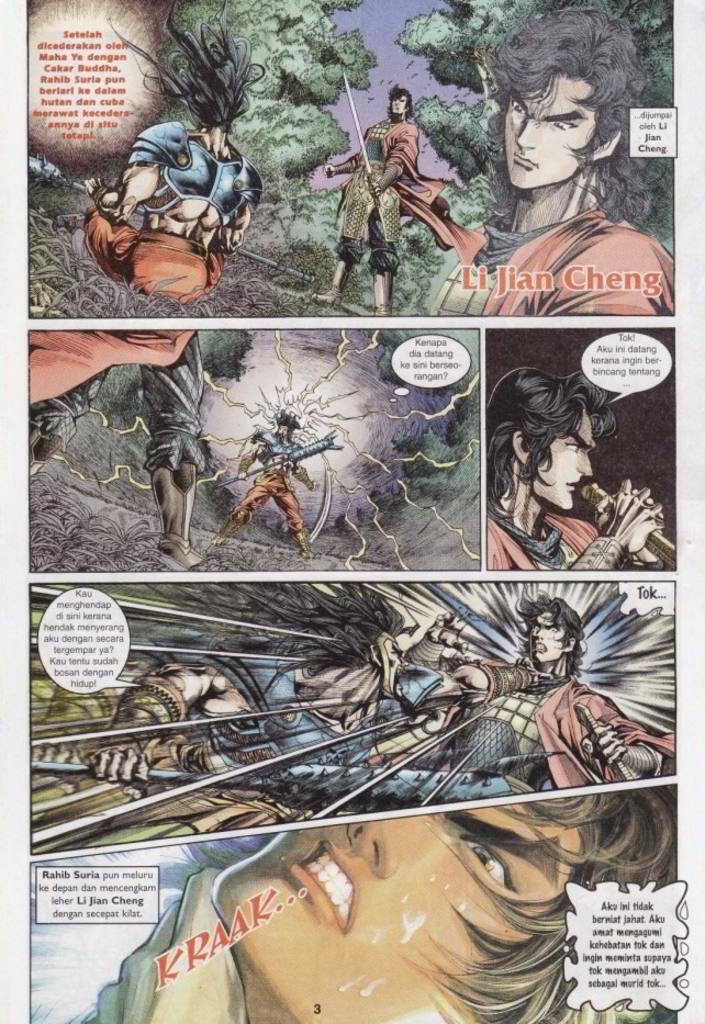 Setelah
dicederakan oleh
Maha Ye dengan
Cakar Buddha,
Rahib Suria pun
berlari ke dalam
hutan dan cuba
merawat kecedera-
annya di situ
tetapi...
...dijumpai
oleh Li
Jian
Cheng.
Li Jian Cheng
Kenapa
dia datang
ke sini berseo-
rangan?
Tok!
Aku ini datang
kerana ingin ber-
bincang tentang
...
Kau
menghendap
di sini kerana
hendak menyerang
aku dengan secara
tergempar ya?
Kau tentu sudah
bosan dengan
hidup!
Tok...
Rahib Suria pun meluru
ke depan dan mencengkam
leher Li Jian Cheng
dengan secepat kilat.
KRAAK...
Aku ini tidak
berniat jahat. Aku
amat mengagumi
kehebatan tok dan
ingin meminta supaya
tok mengambil aku
sebagai murid tok...
3